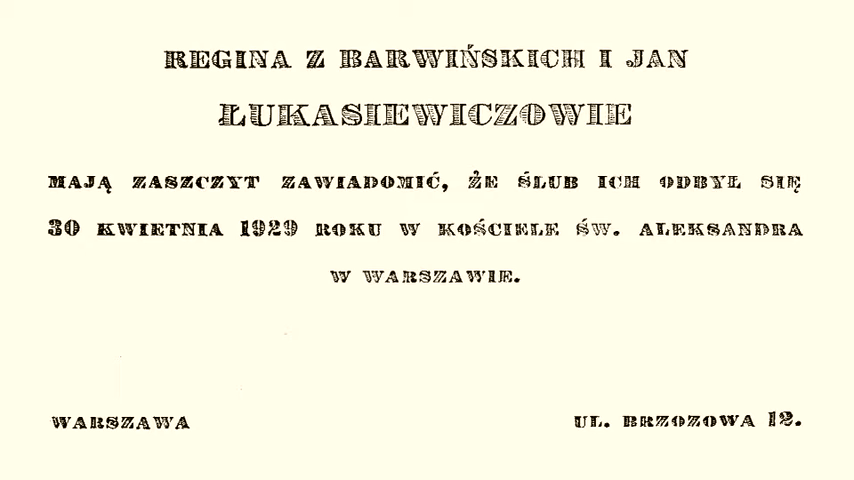 REGINA Z BARWIŃSKICH I JAN
ŁUKASIEWICZOWIE
MAJĄ ZASZCZYT ZAWIADOMIĆ, ŻE ŚLUB ICH ODBYŁ SIĘ
30 KWIETNIA 1929 ROKU W KOŚCIELE ŚW. ALEKSANDRA
W WARSZAWIE.
WARSZAWA UL. BRZOZOWA 12.